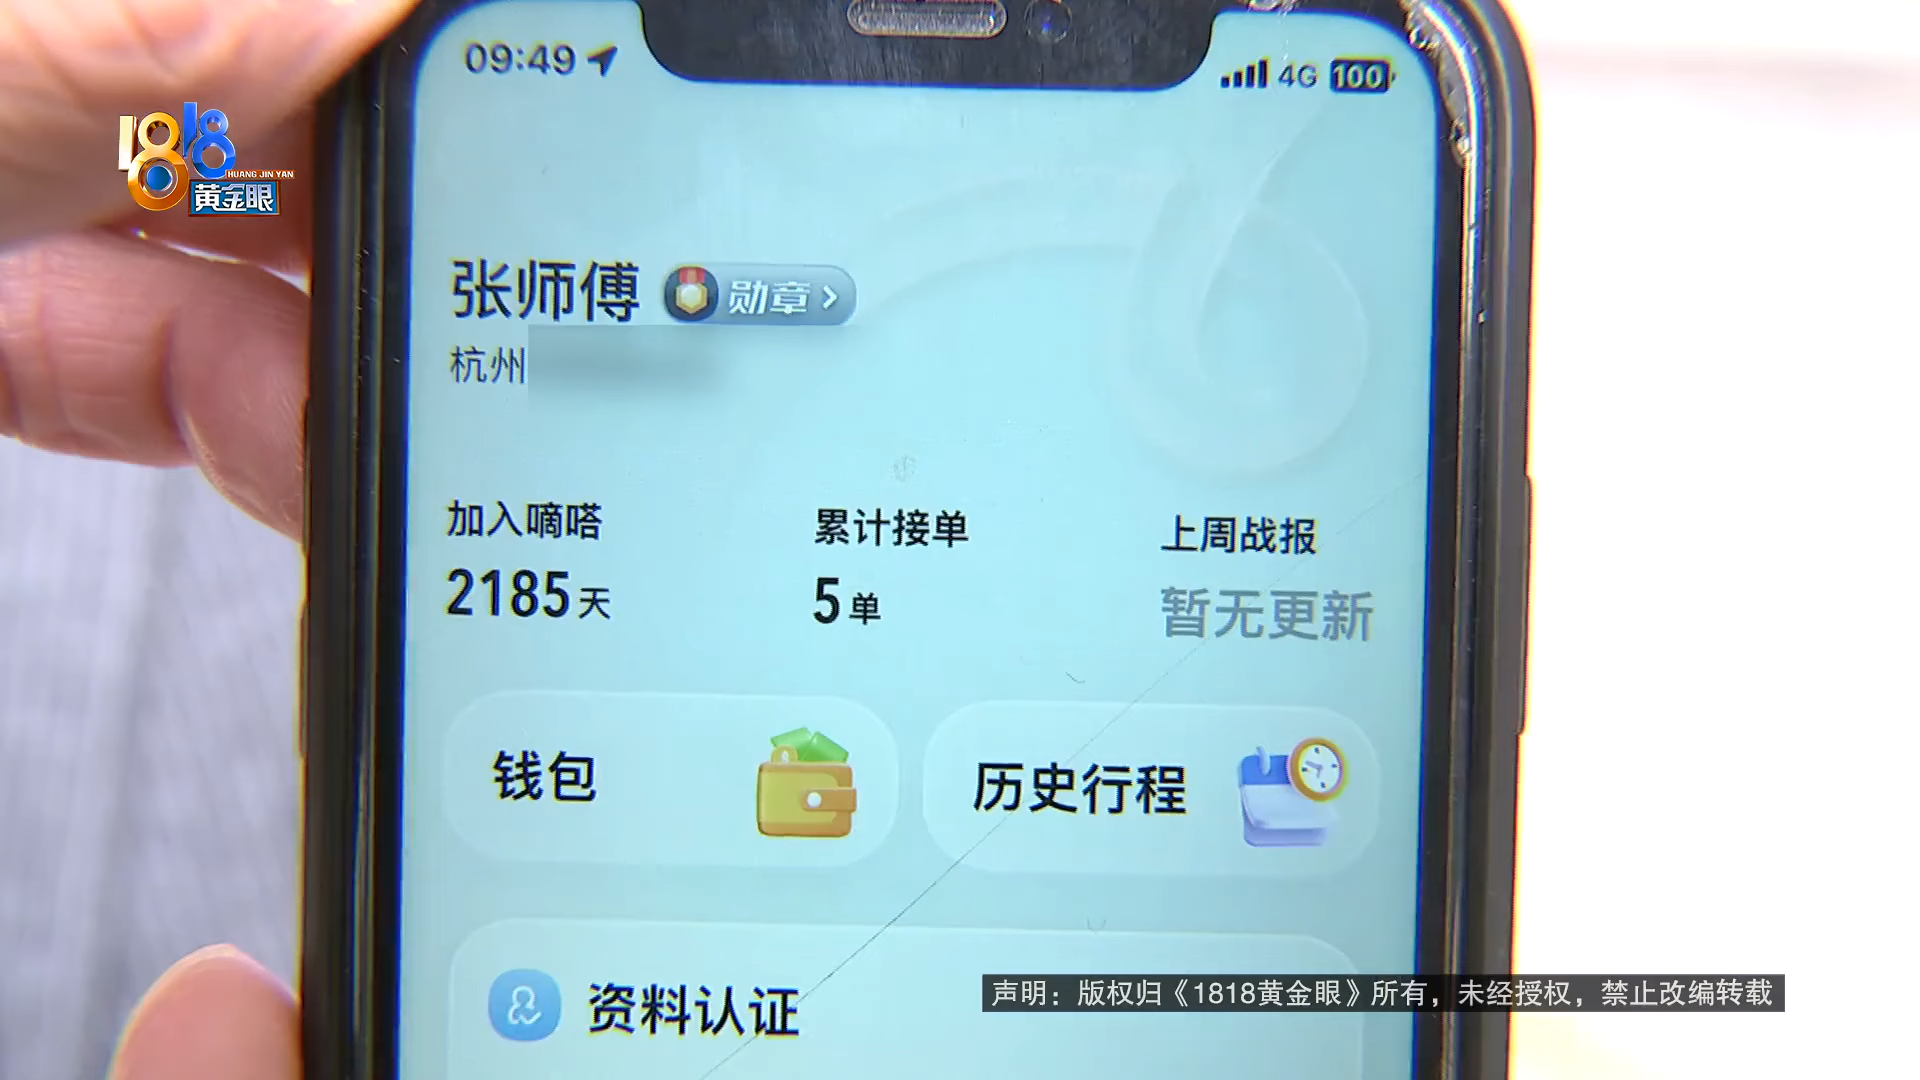 09:49
4G 100
1818
HUANG JIN YAN
黄金眼
张师傅 勋章
杭州
加入嘀嗒 累计接单 上周战报
2185天 5单 暂无更新
钱包 历史行程
资料认证
声明：版权归《1818黄金眼》所有，未经授权，禁止改编转载